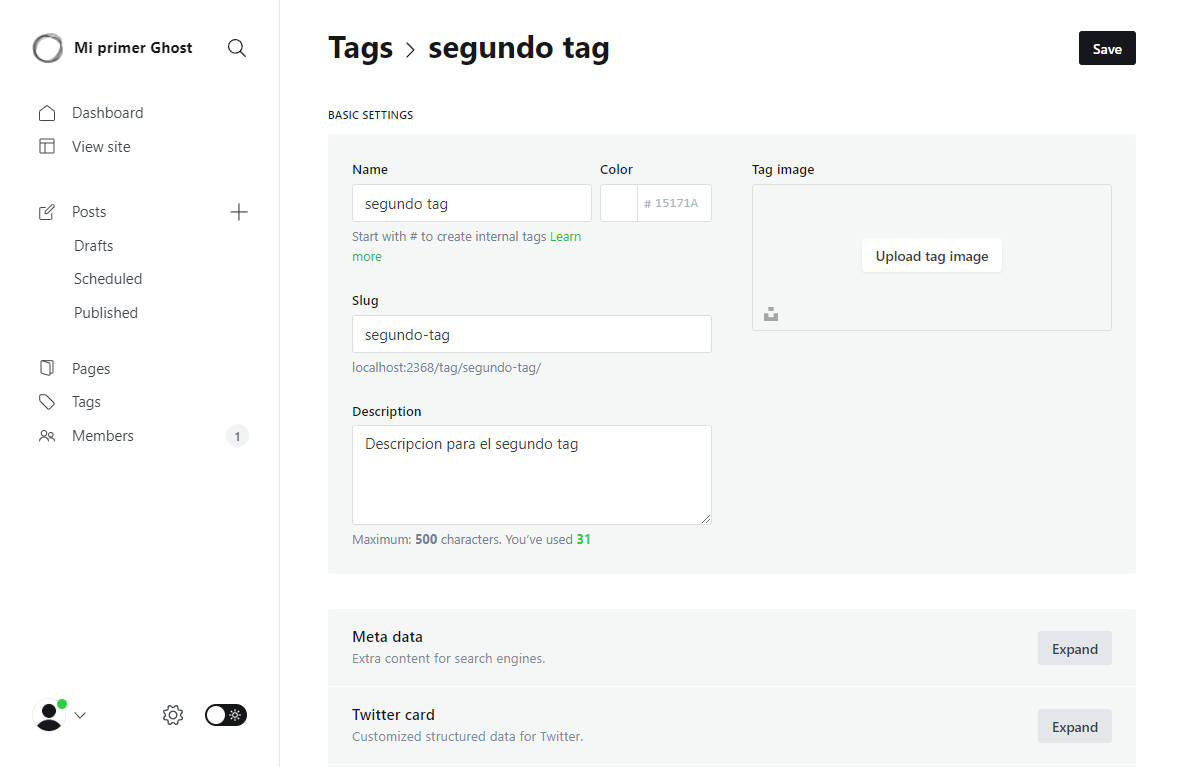 Mi primer Ghost
Dashboard
View site
Posts
Drafts
Scheduled
Published
Pages
Tags
Members
1
Tags > segundo tag
Save
BASIC SETTINGS
Name
segundo tag
Start with # to create internal tags Learn
more
Color
# 15171A
Slug
segundo-tag
localhost:2368/tag/segundo-tag/
Description
Descripcion para el segundo tag
Maximum: 500 characters. You’ve used 31
Tag image
Upload tag image
Meta data
Extra content for search engines.
Expand
Twitter card
Customized structured data for Twitter.
Expand